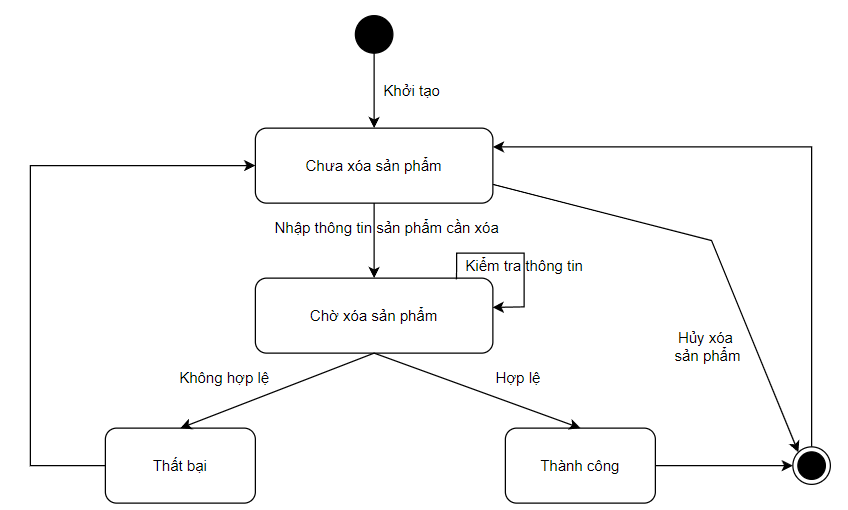 Khởi tạo
Chưa xóa sản phẩm
Nhập thông tin sản phẩm cần xóa
Kiểm tra thông tin
Chờ xóa sản phẩm
Hủy xóa
sản phẩm
Không hợp lệ
Hợp lệ
Thất bại
Thành công